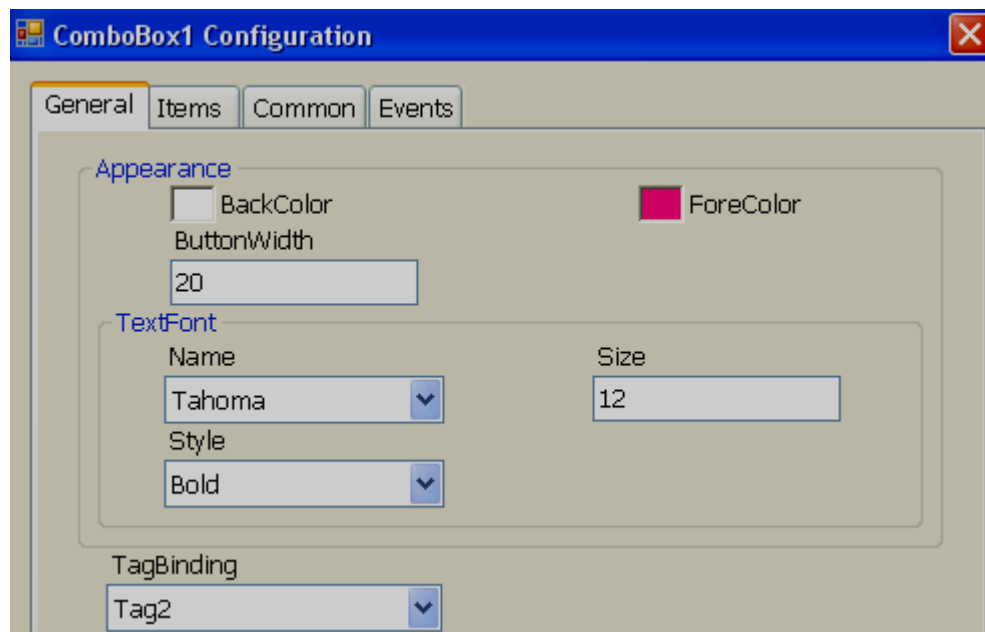 ComboBox1 Configuration
General Items Common Events
Appearance
BackColor ForeColor
ButtonWidth
20
TextFont
Name Size
Tahoma 12
Style
Bold
TagBinding
Tag2